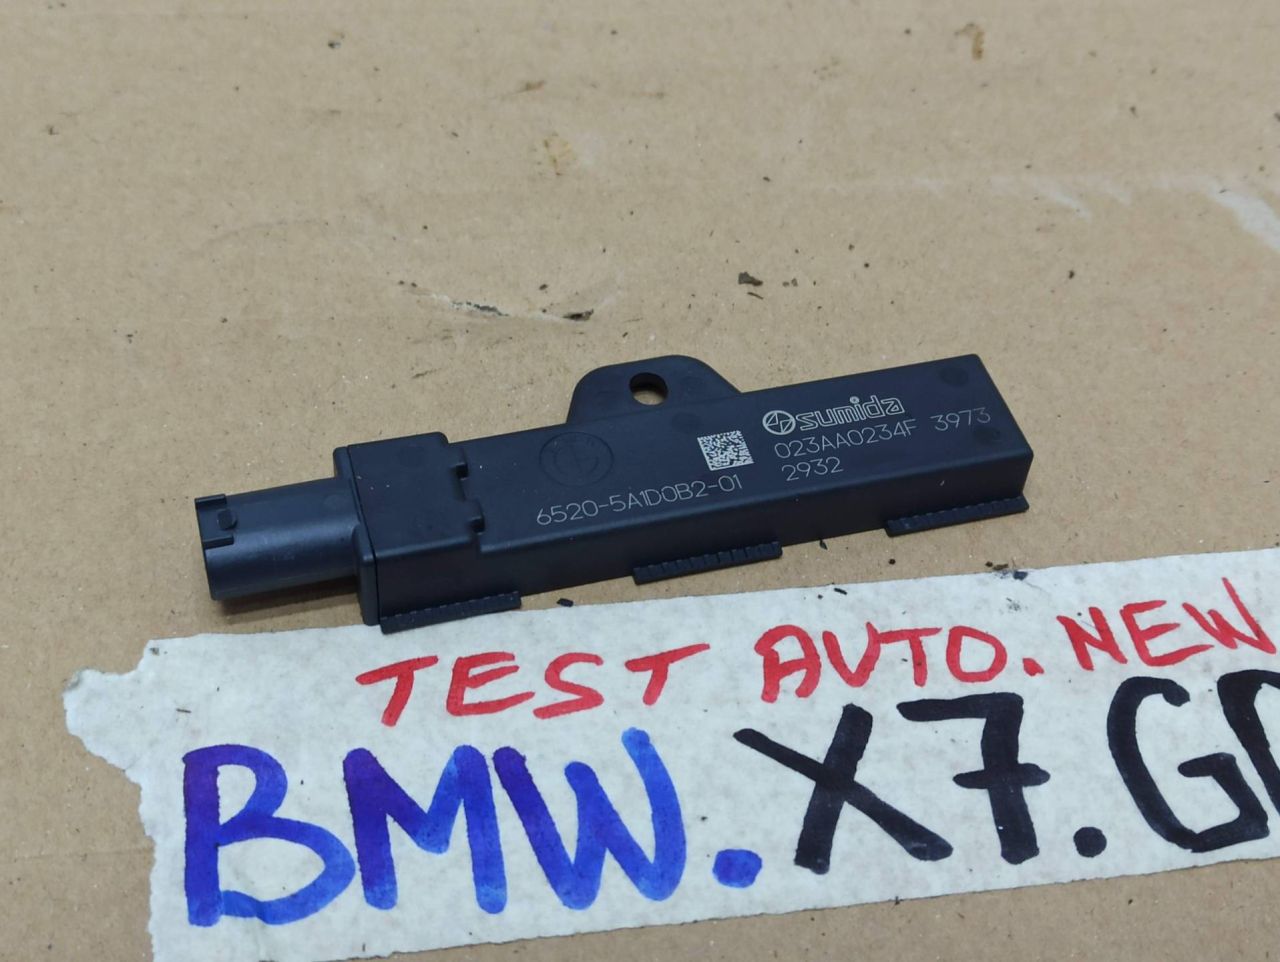 sumida
023AA0234F 3973
6520-5A1D0B2-01
2932
TEST AUTO. NEW
BMW. X7.G